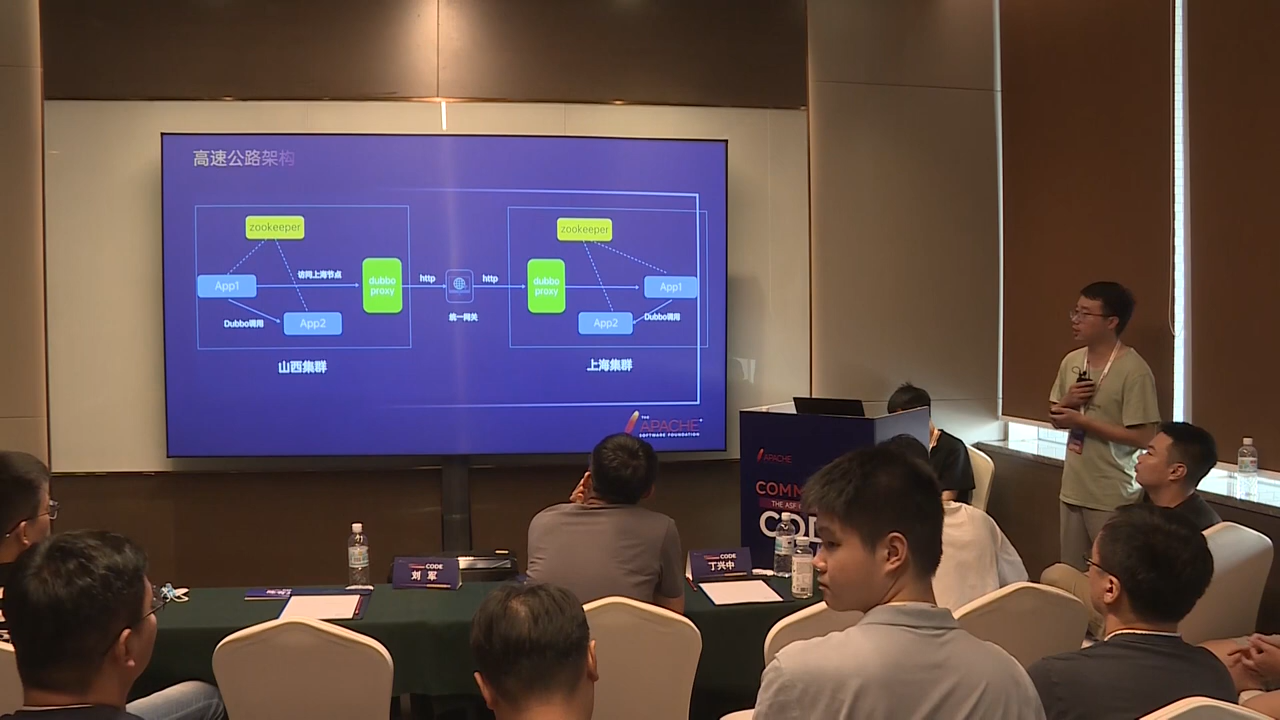 高速公路架构
zookeeper
App1
访问上海节点
dubbo
proxy
Dubbo调用
App2
山西集群
http
http
统一网关
zookeeper
dubbo
proxy
App1
App2
Dubbo调用
上海集群
THE
APACHE
SOFTWARE FOUNDATION
APACHE
COMM
THE ASF
CODE
刘 军
CODE
丁兴中